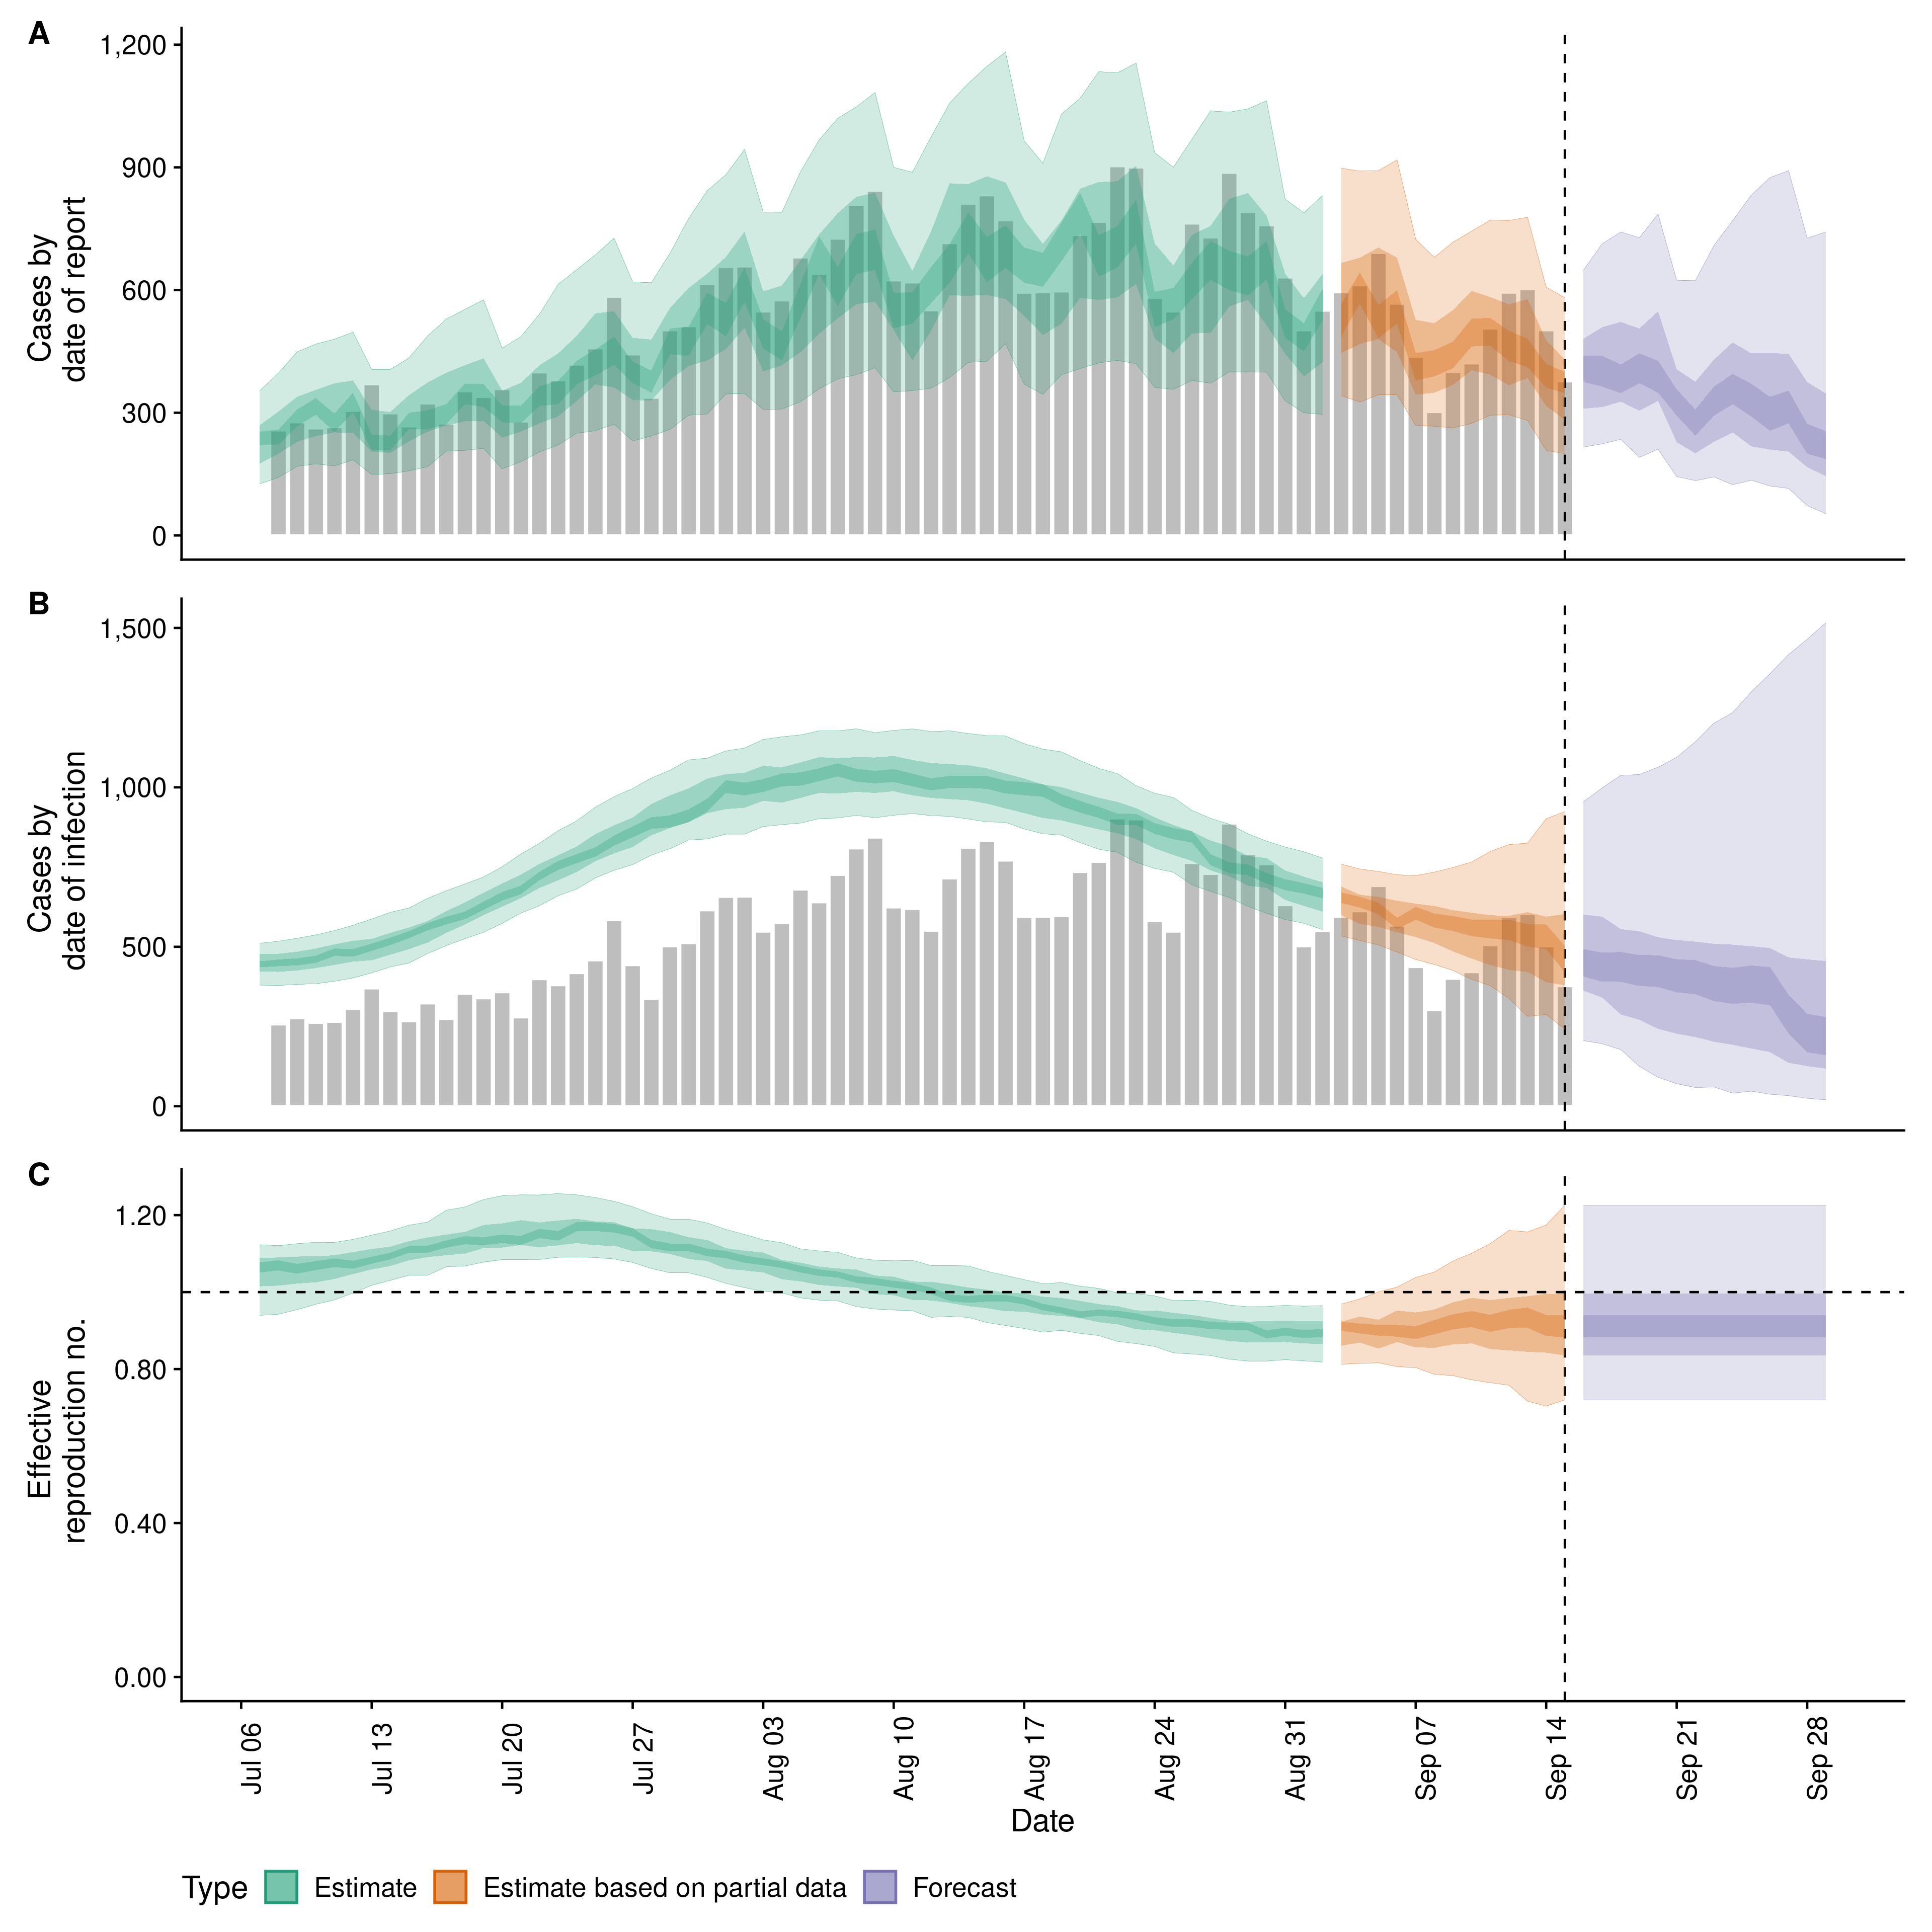 A
Cases by
date of report
1,200
900
600
300
0
B
Cases by
date of infection
1,500
1,000
500
0
C
Effective
reproduction no.
1.20
0.80
0.40
0.00
Jul 06
Jul 13
Jul 20
Jul 27
Aug 03
Aug 10
Aug 17
Aug 24
Aug 31
Sep 07
Sep 14
Sep 21
Sep 28
Date
Type Estimate Estimate based on partial data Forecast